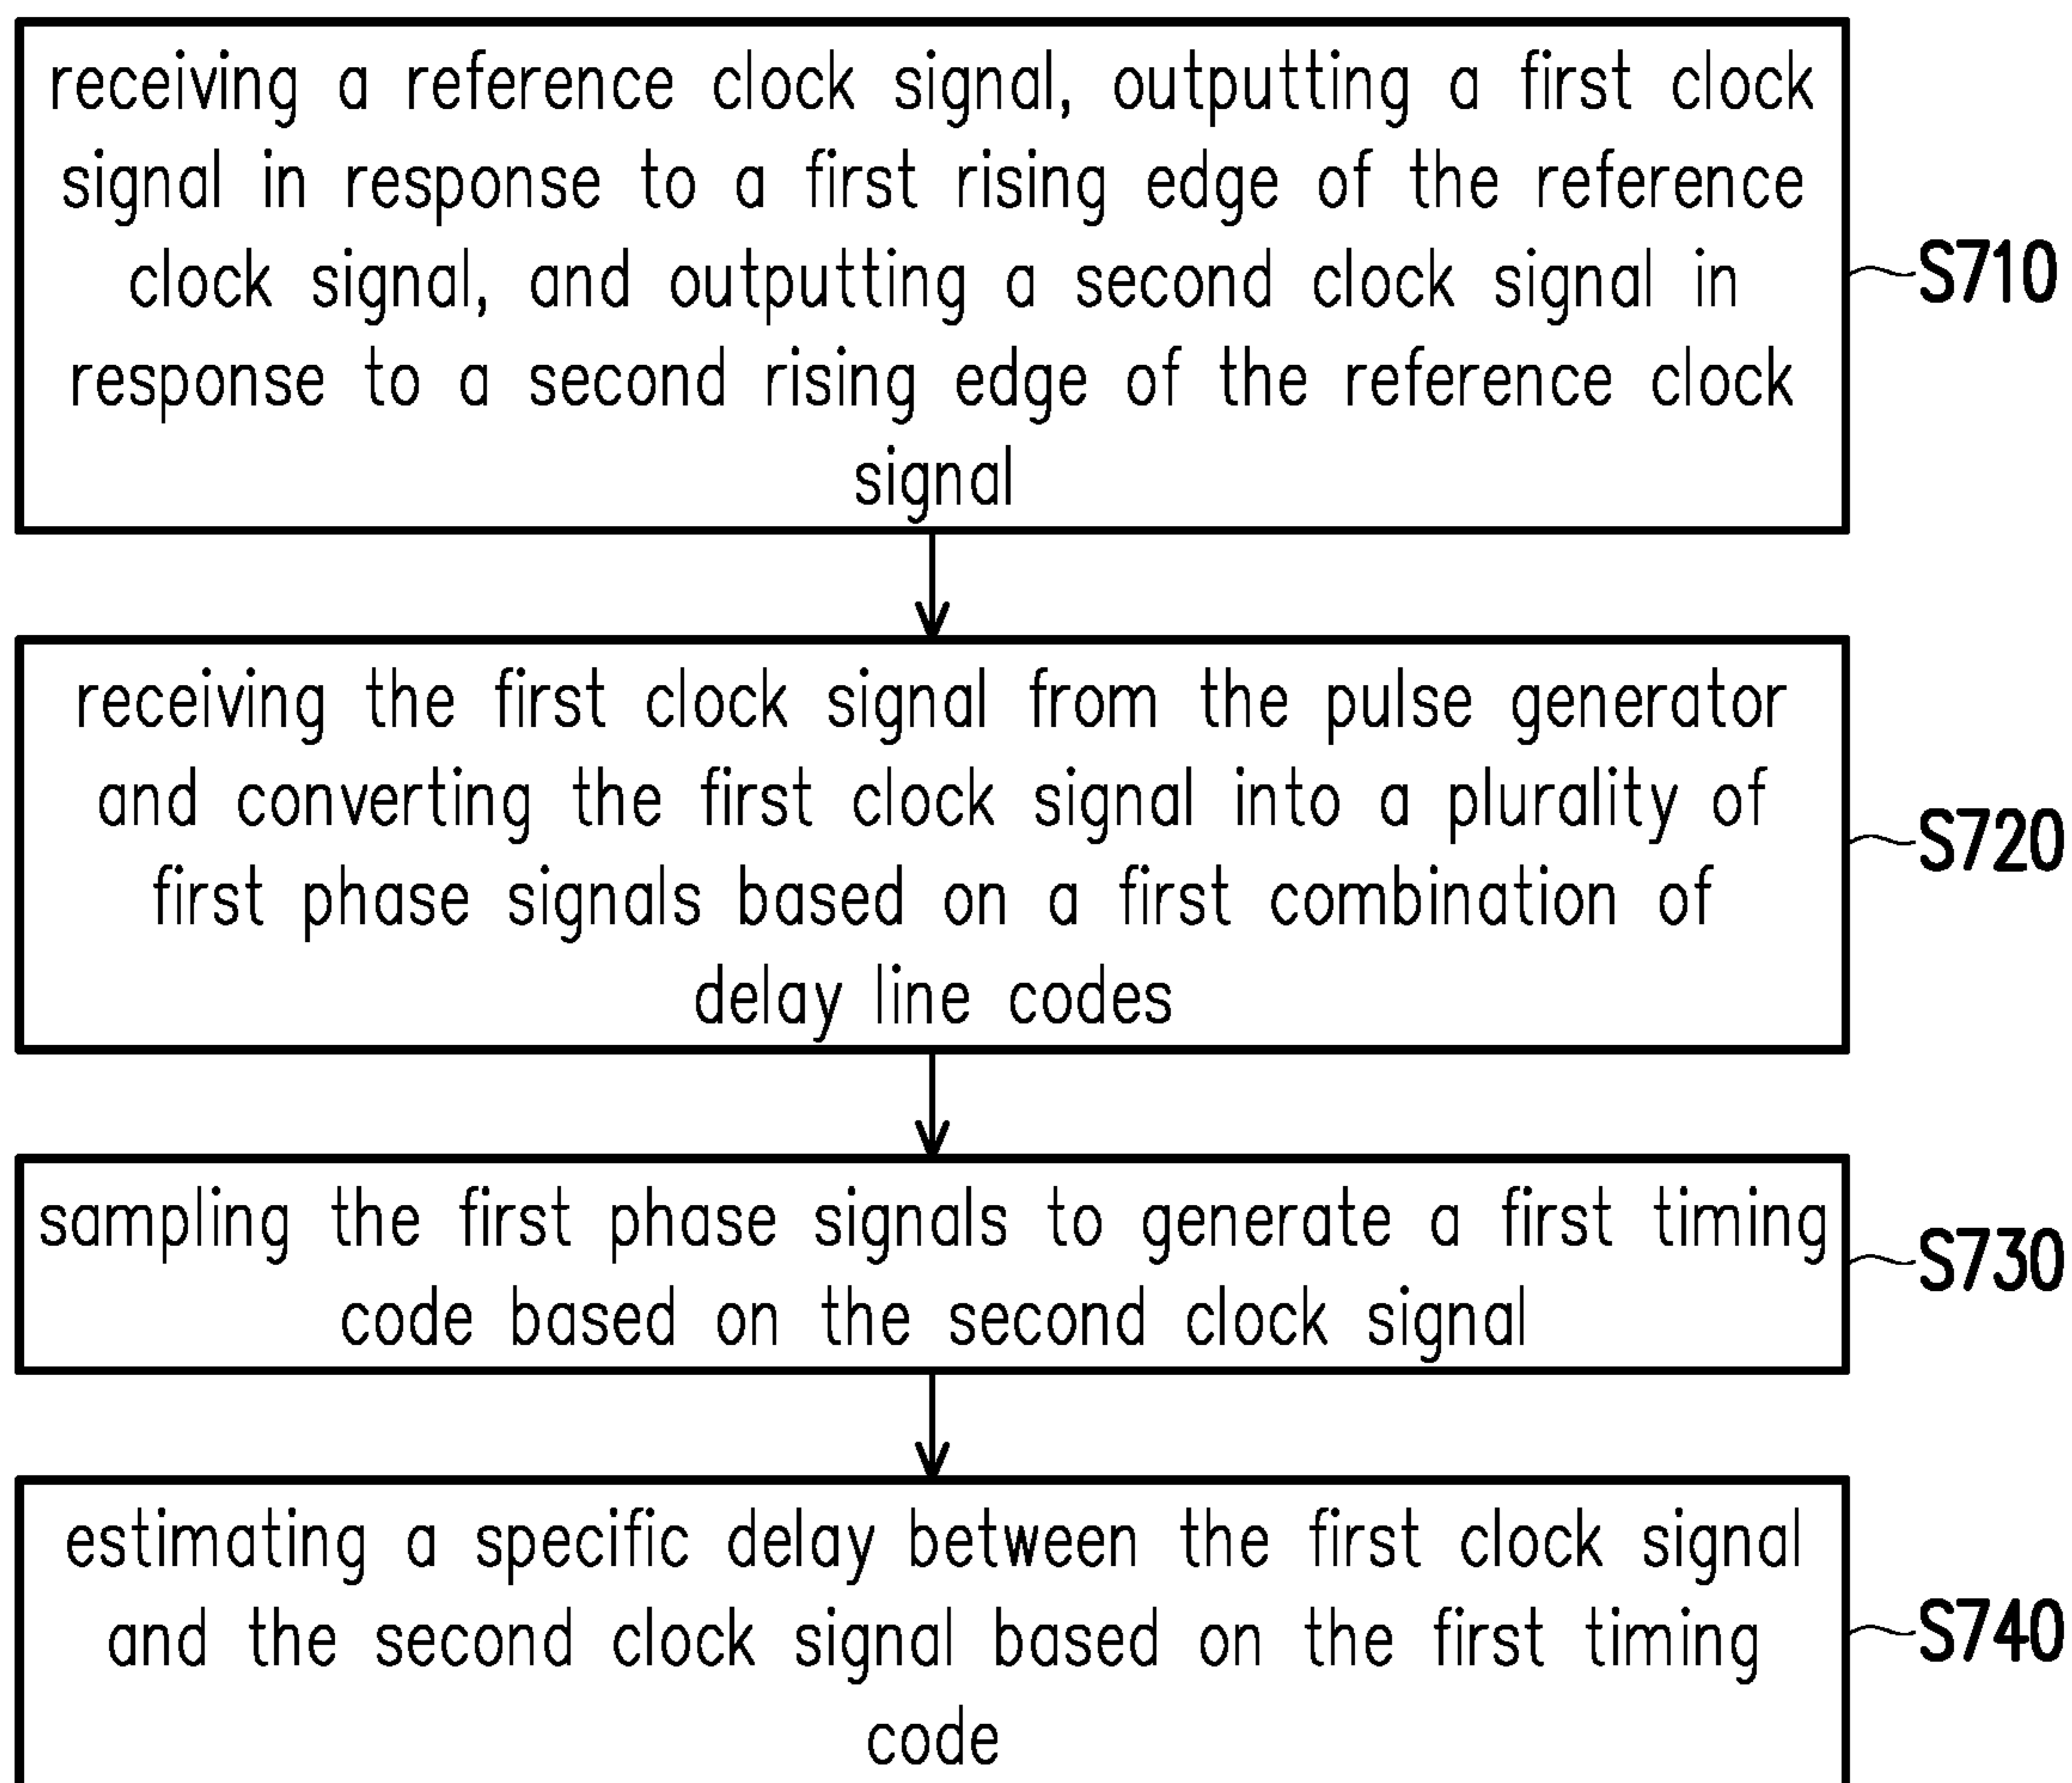 receiving a reference clock signal, outputting a first clock
signal in response to a first rising edge of the reference
clock signal, and outputting a second clock signal in
response to a second rising edge of the reference clock
signal
S710
receiving the first clock signal from the pulse generator
and converting the first clock signal into a plurality of
first phase signals based on a first combination of
delay line codes
S720
sampling the first phase signals to generate a first timing
code based on the second clock signal
S730
estimating a specific delay between the first clock signal
and the second clock signal based on the first timing
code
S740